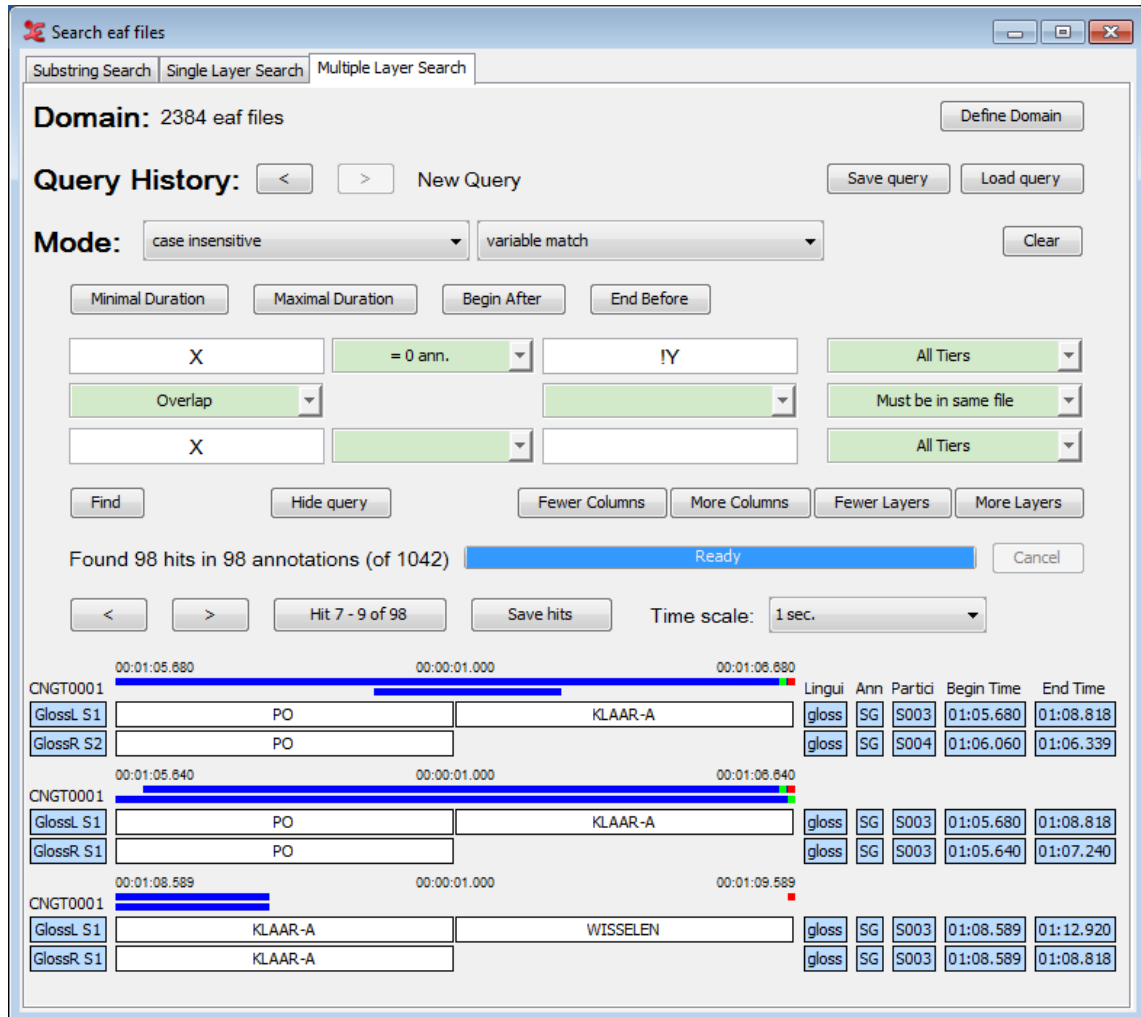 Search eaf files
Substring Search Single Layer Search Multiple Layer Search
Domain: 2384 eaf files Define Domain
Query History: < > New Query Save query Load query
Mode: case insensitive variable match Clear
Minimal Duration Maximal Duration Begin After End Before
X = 0 ann. !Y All Tiers
Overlap Must be in same file
X All Tiers
Find Hide query Fewer Columns More Columns Fewer Layers More Layers
Found 98 hits in 98 annotations (of 1042) Ready Cancel
< > Hit 7 - 9 of 98 Save hits Time scale: 1 sec.
00:01:05.680 00:00:01.000 00:01:06.680
CNGT0001 Lingui Ann Partici Begin Time End Time
GlossL S1 PO KLAAR-A gloss SG S003 01:05.680 01:08.818
GlossR S2 PO gloss SG S004 01:06.060 01:06.339
00:01:05.640 00:00:01.000 00:01:06.640
CNGT0001
GlossL S1 PO KLAAR-A gloss SG S003 01:05.680 01:08.818
GlossR S1 PO gloss SG S003 01:05.640 01:07.240
00:01:08.589 00:00:01.000 00:01:09.589
CNGT0001
GlossL S1 KLAAR-A WISSELEN gloss SG S003 01:08.589 01:12.920
GlossR S1 KLAAR-A gloss SG S003 01:08.589 01:08.818